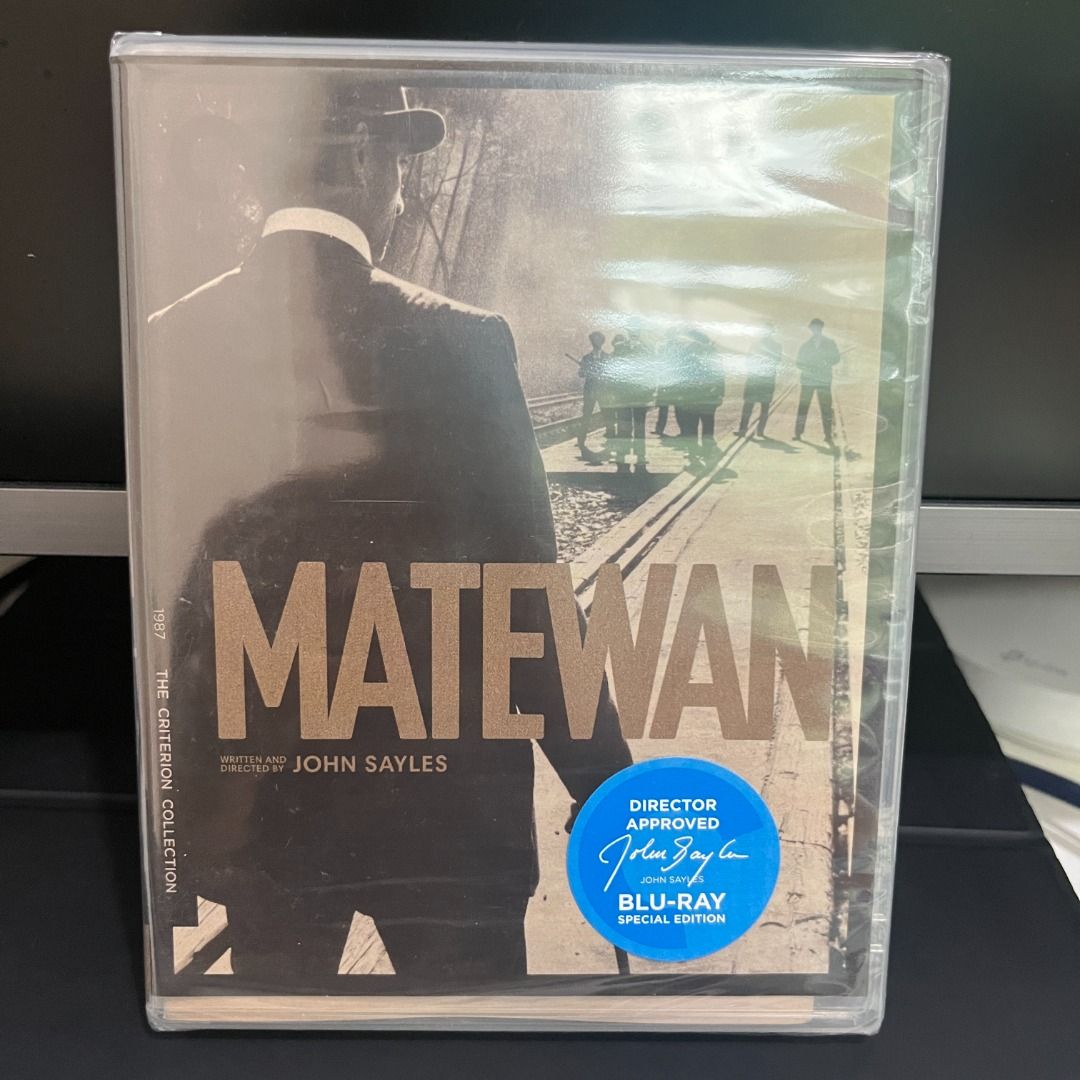 MATEWAN
WRITTEN AND
DIRECTED BY JOHN SAYLES
1987 THE CRITERION COLLECTION
DIRECTOR
APPROVED
John Sayles
JOHN SAYLES
BLU-RAY
SPECIAL EDITION